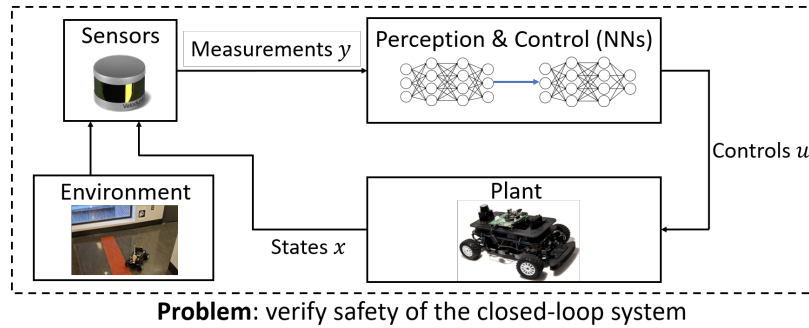 Sensors
Measurements y
Perception & Control (NNs)
Controls u
Environment
States x
Plant
Problem: verify safety of the closed-loop system